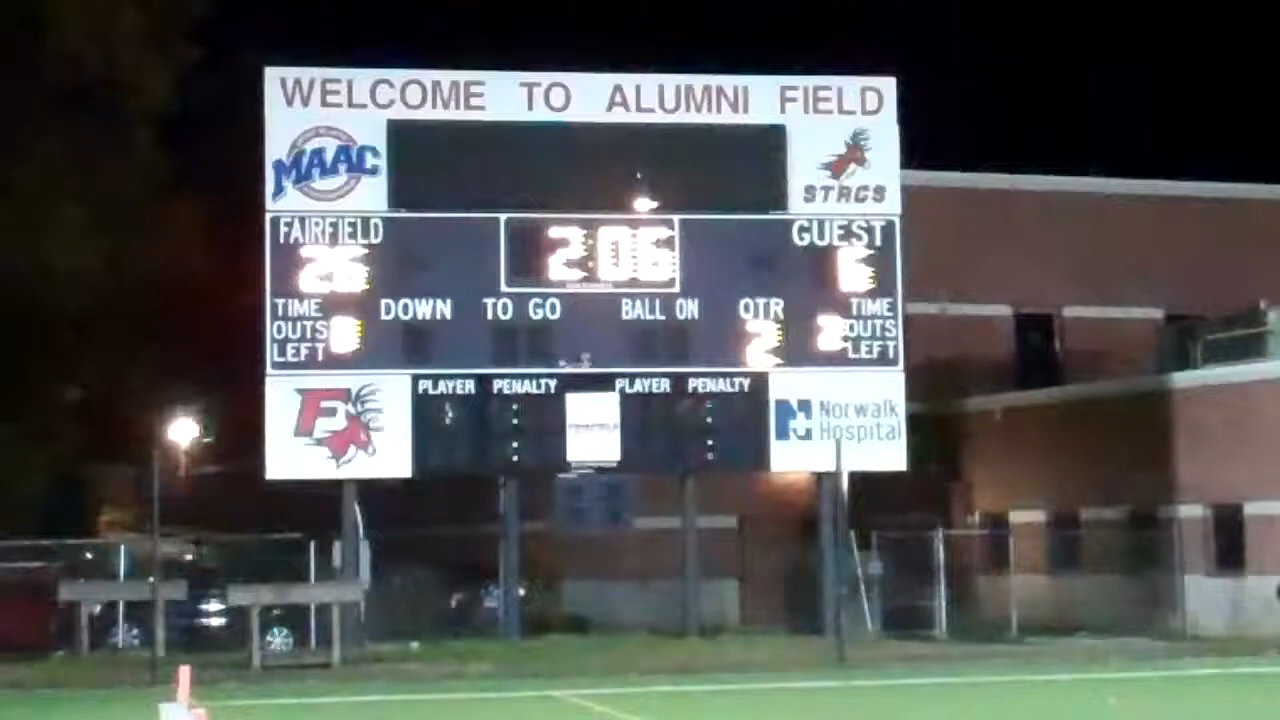 WELCOME TO ALUMNI FIELD
MAAC
STAGS
FAIRFIELD
2:06
GUEST
26
6
TIME OUTS LEFT
DOWN
TO GO
BALL ON
QTR
2
TIME OUTS LEFT
2
PLAYER PENALTY
PLAYER PENALTY
F
Norwalk
Hospital